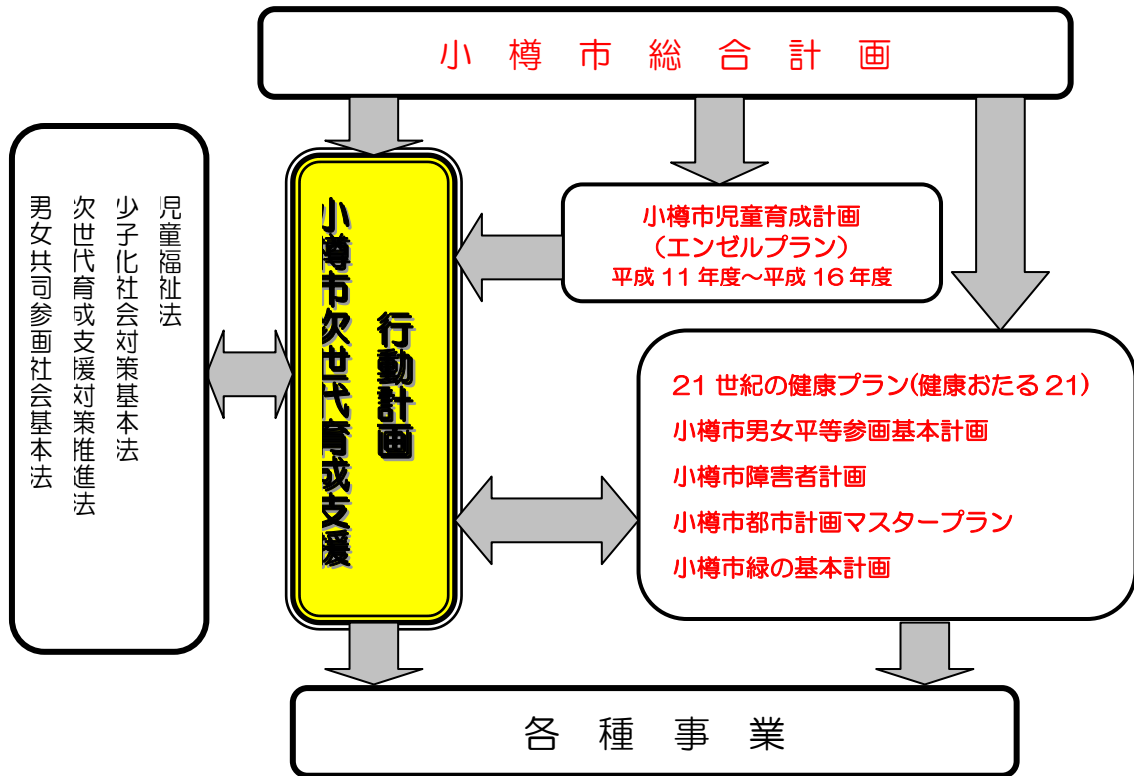 小樽市総合計画
児童福祉法
少子化社会対策基本法
次世代育成支援対策推進法
男女共同参画社会基本法
小樽市次世代育成支援
行動計画
小樽市児童育成計画
（エンゼルプラン）
平成11年度～平成16年度
21世紀の健康プラン(健康おたる21)
小樽市男女平等参画基本計画
小樽市障害者計画
小樽市都市計画マスタープラン
小樽市緑の基本計画
各種事業